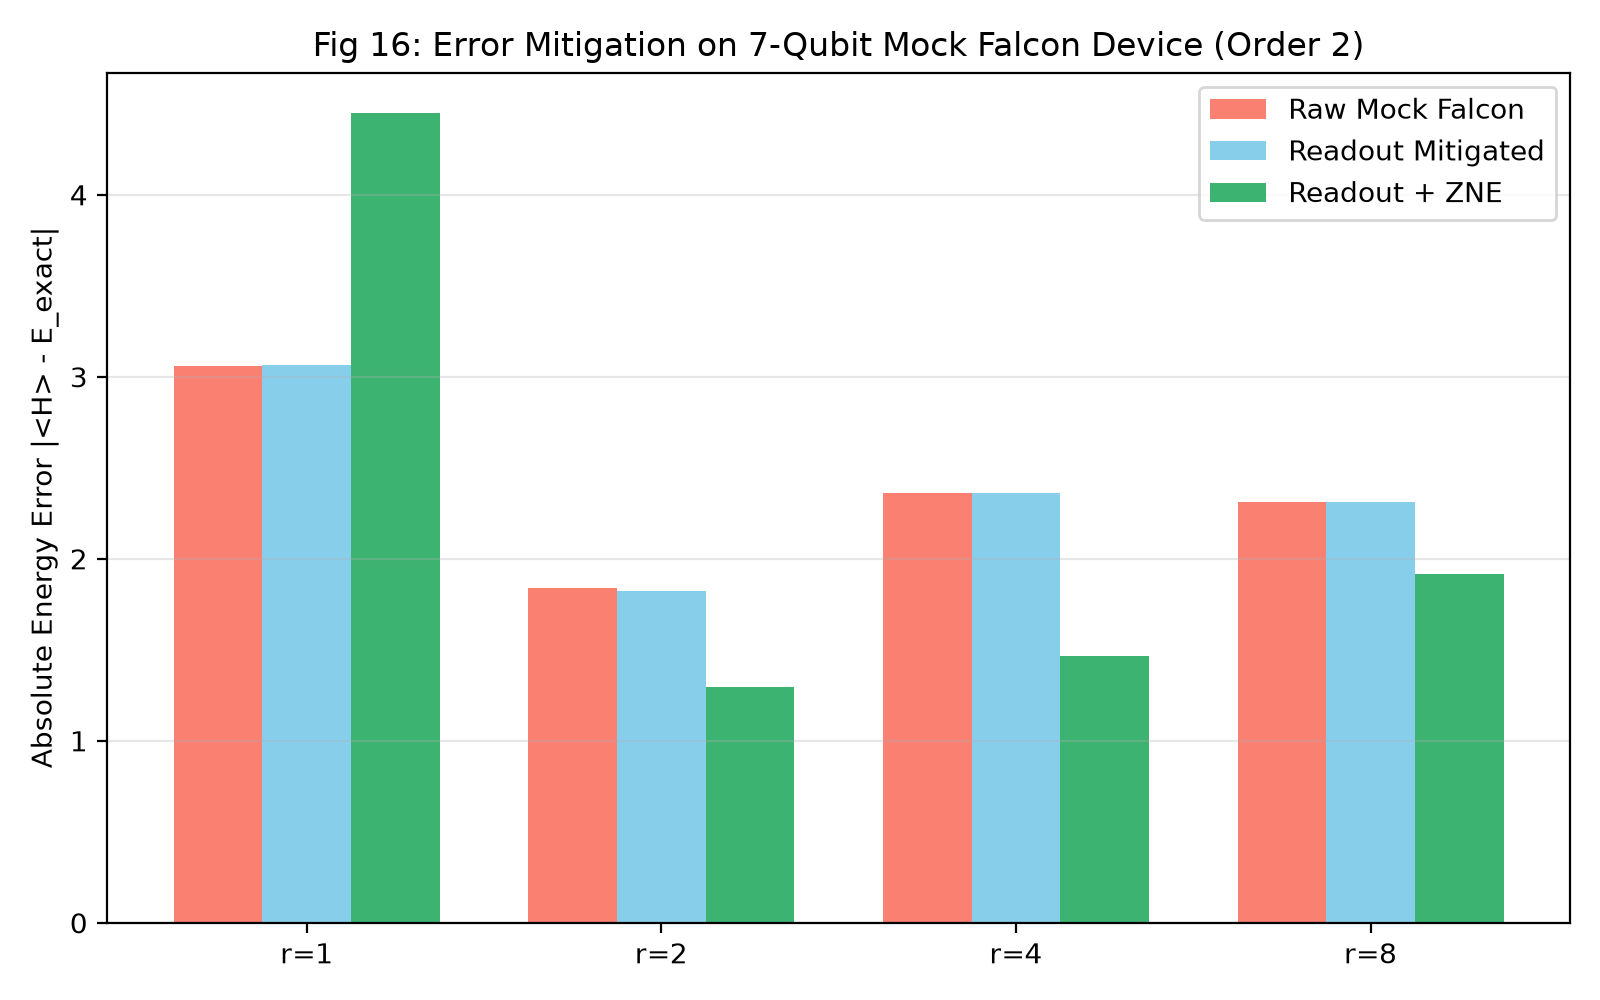 Fig 16: Error Mitigation on 7-Qubit Mock Falcon Device (Order 2)
Raw Mock Falcon
Readout Mitigated
Readout + ZNE
Absolute Energy Error |<H> - E_exact|
4
3
2
1
0
r=1
r=2
r=4
r=8